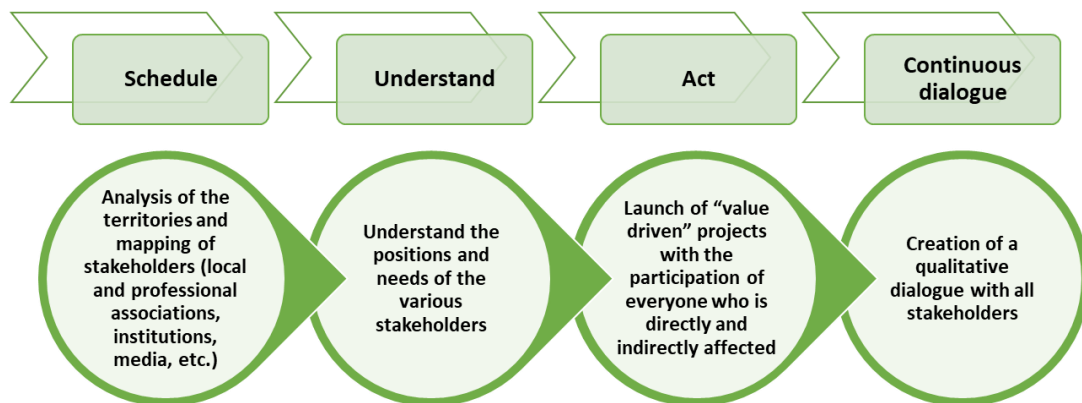 Schedule
Understand
Act
Continuous
dialogue
Analysis of the
territories and
mapping of
stakeholders (local
and professional
associations,
institutions,
media, etc.)
Understand the
positions and
needs of the
various
stakeholders
Launch of “value
driven” projects
with the
participation of
everyone who is
directly and
indirectly affected
Creation of a
qualitative
dialogue with all
stakeholders